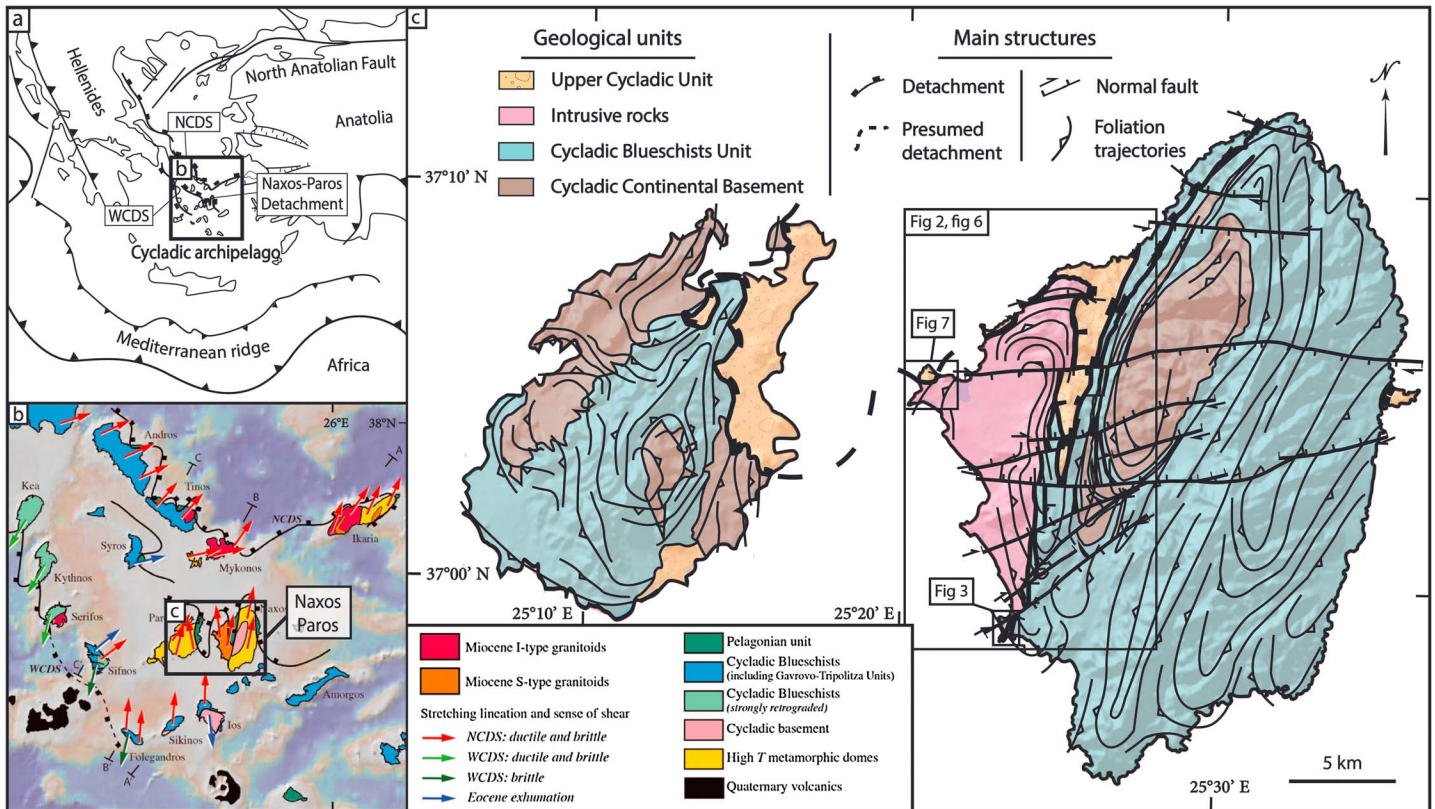 a
Hellenides
North Anatolian Fault
Anatolia
NCDS
b
WCDS
Naxos-Paros
Detachment
Cycladic archipelago
Mediterranean ridge
Africa
b
26°E
38°N
Andros
A
C
Tinos
B
Kea
NCDS
Ikaria
Syros
Mykonos
Kythnos
c
Par
Naxos
Naxos
Paros
Serifos
C'
WCDS
Sifnos
Amorgos
Ios
Sikinos
Folegandros
B'
A'
c
Geological units
Upper Cycladic Unit
Intrusive rocks
Cycladic Blueschists Unit
Cycladic Continental Basement
Main structures
Detachment
Presumed
detachment
Normal fault
Foliation
trajectories
N
37°10' N
Fig 2, fig 6
Fig 7
37°00' N
25°10' E
25°20' E
Fig 3
25°30' E
5 km
Miocene I-type granitoids
Miocene S-type granitoids
Stretching lineation and sense of shear
NCDS: ductile and brittle
WCDS: ductile and brittle
WCDS: brittle
Eocene exhumation
Pelagonian unit
Cycladic Blueschists
(including Gavrovo-Tripolitza Units)
Cycladic Blueschists
(strongly retrograded)
Cycladic basement
High T metamorphic domes
Quaternary volcanics